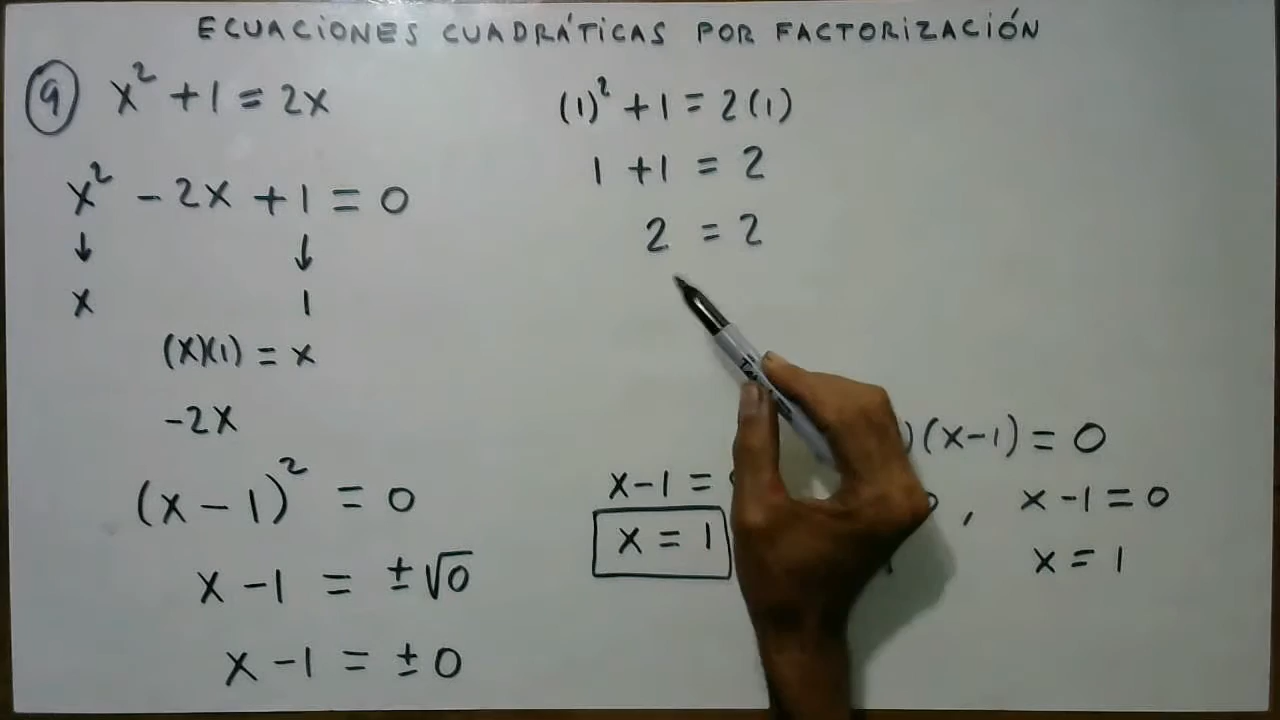 ECUACIONES CUADRÁTICAS POR FACTORIZACIÓN
9 x² + 1 = 2x
x² - 2x + 1 = 0
↓ ↓
x 1
(x)(1) = x
-2x
(x - 1)² = 0
x - 1 = ±√0
x - 1 = ±0
(1)² + 1 = 2(1)
1 + 1 = 2
2 = 2
x - 1 =
x = 1
)(x - 1) = 0
, x - 1 = 0
x = 1